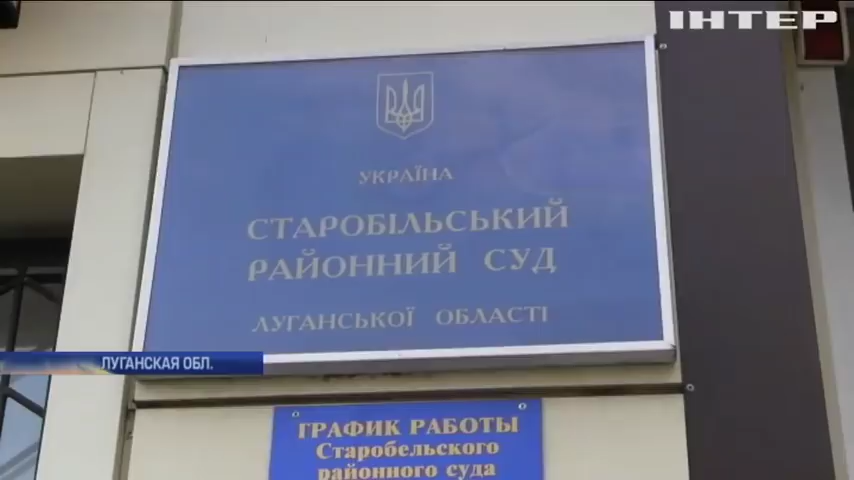 ІНТЕР
УКРАЇНА
СТАРОБІЛЬСЬКИЙ
РАЙОННИЙ СУД
ЛУГАНСЬКОЇ ОБЛАСТІ
ЛУГАНСКАЯ ОБЛ.
ГРАФИК РАБОТЫ
Старобельского
районного суда